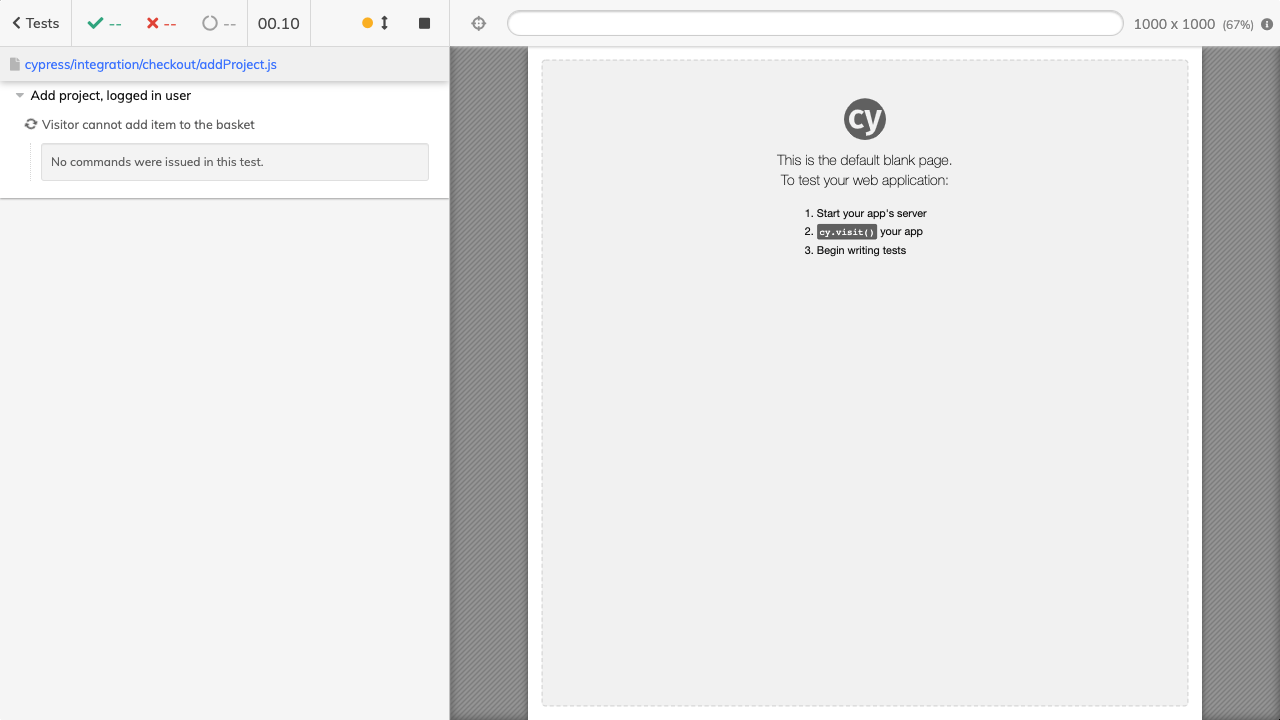 Tests
--
--
--
00.10
1000 x 1000 (67%)
cypress/integration/checkout/addProject.js
Add project, logged in user
Visitor cannot add item to the basket
No commands were issued in this test.
cy
This is the default blank page.
To test your web application:
1. Start your app's server
2. cy.visit() your app
3. Begin writing tests